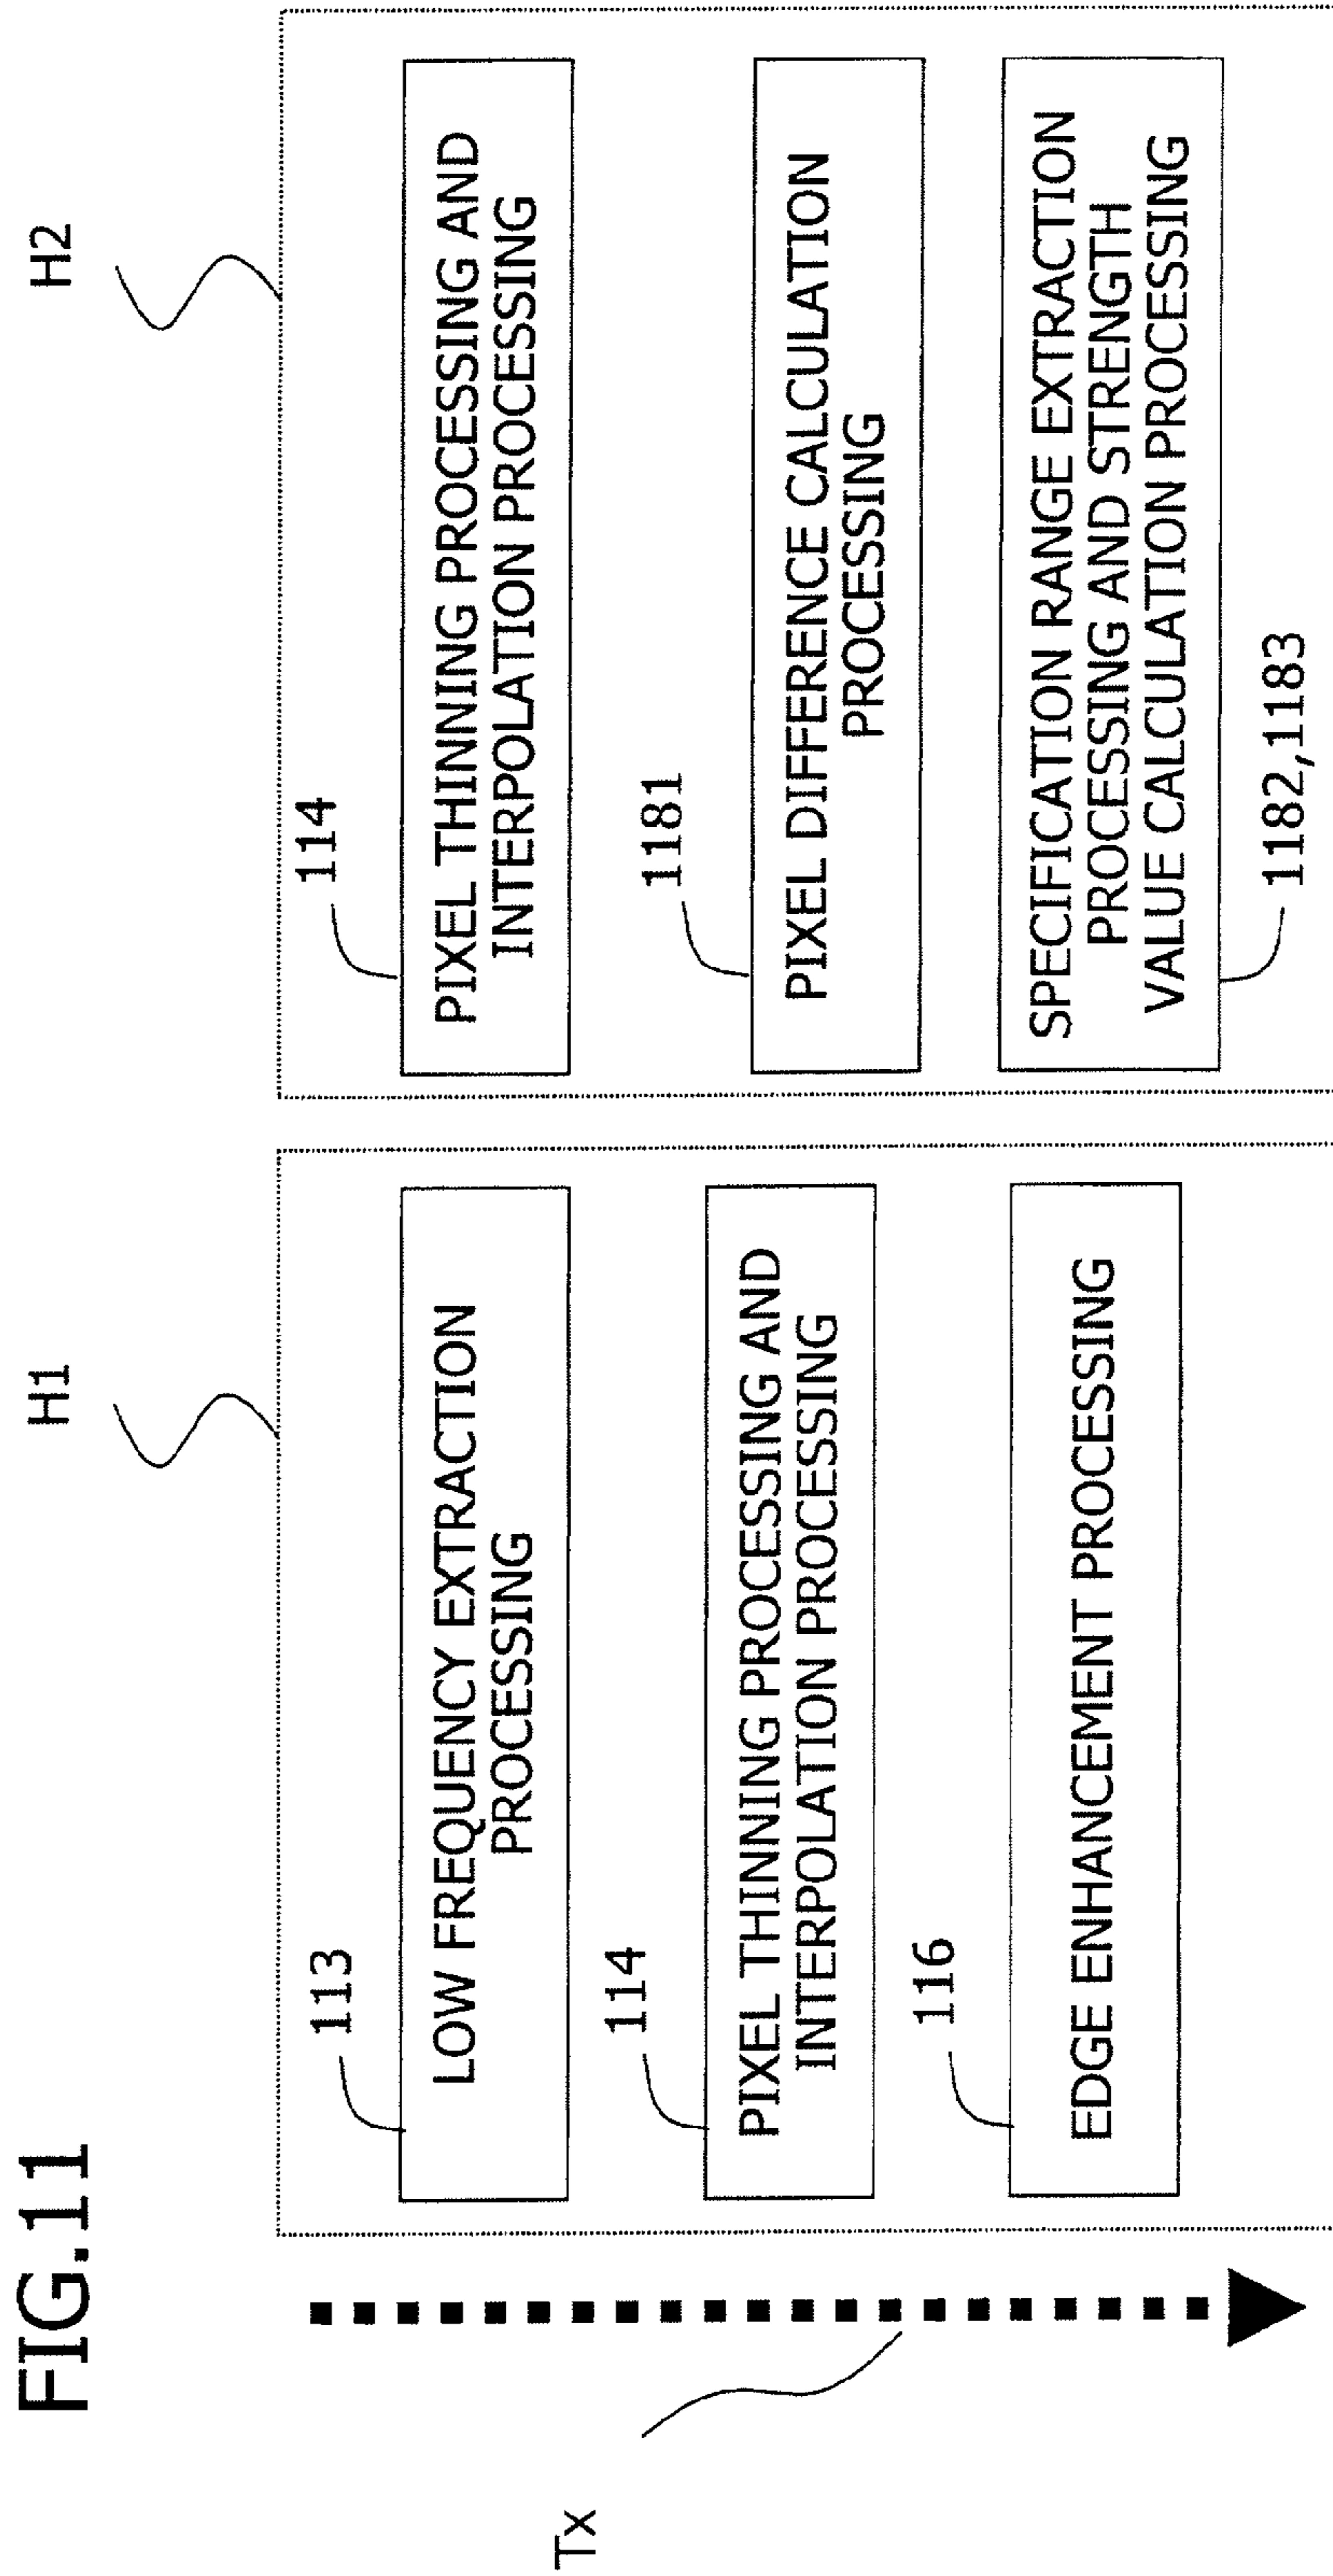 FIG.11
Tx
H1
113
LOW FREQUENCY EXTRACTION
PROCESSING
114
PIXEL THINNING PROCESSING AND
INTERPOLATION PROCESSING
116
EDGE ENHANCEMENT PROCESSING
H2
114
PIXEL THINNING PROCESSING AND
INTERPOLATION PROCESSING
1181
PIXEL DIFFERENCE CALCULATION
PROCESSING
SPECIFICATION RANGE EXTRACTION
PROCESSING AND STRENGTH
VALUE CALCULATION PROCESSING
1182,1183